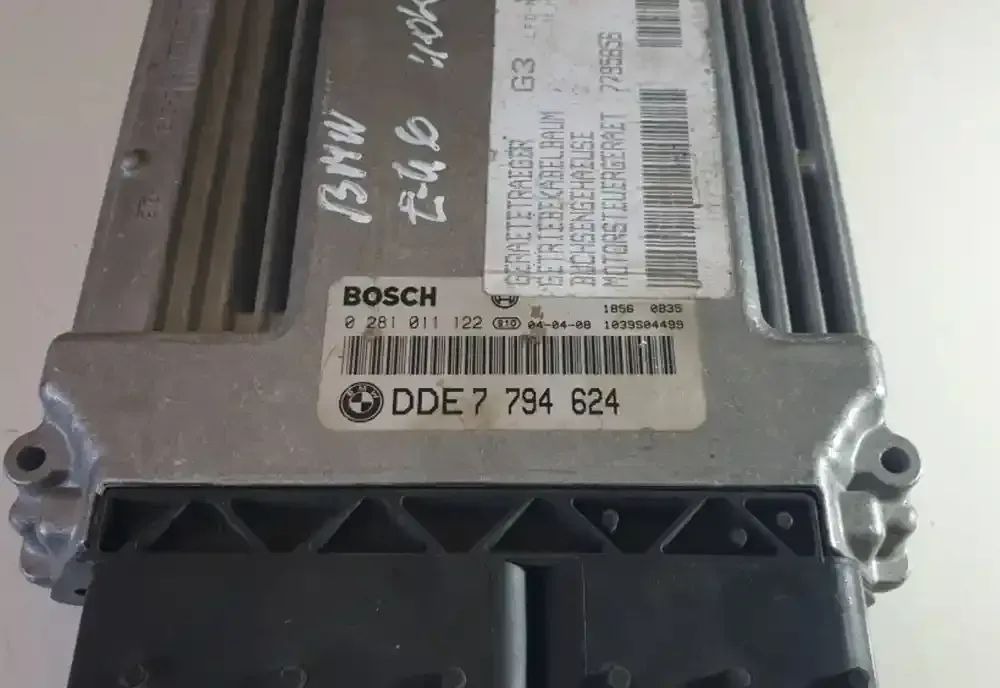 BMW
E46
G3
GERAETETRAEGER
GETRIEBEKABELBAUM
BUCHSENGEHAEUSE
MOTORSTEUERGERAET 7795656
BOSCH
1856 0835
0 281 011 122 04-04-08 1039S04499
DDE 7 794 624